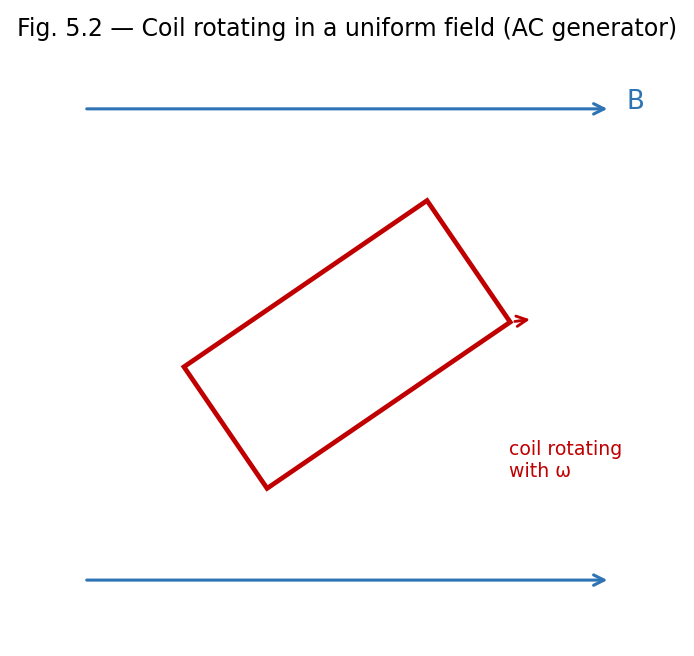 Fig. 5.2 — Coil rotating in a uniform field (AC generator)
B
coil rotating
with ω